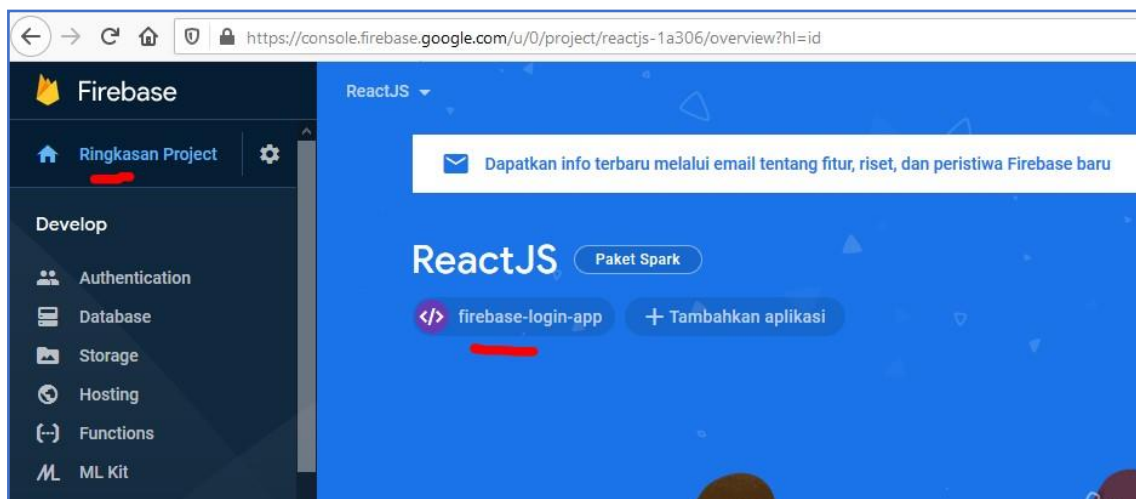 https://console.firebase.google.com/u/0/project/reactjs-1a306/overview?hl=id
Firebase
ReactJS
Ringkasan Project
Dapatkan info terbaru melalui email tentang fitur, riset, dan peristiwa Firebase baru
Develop
ReactJS Paket Spark
Authentication
</> firebase-login-app + Tambahkan aplikasi
Database
Storage
Hosting
Functions
ML Kit